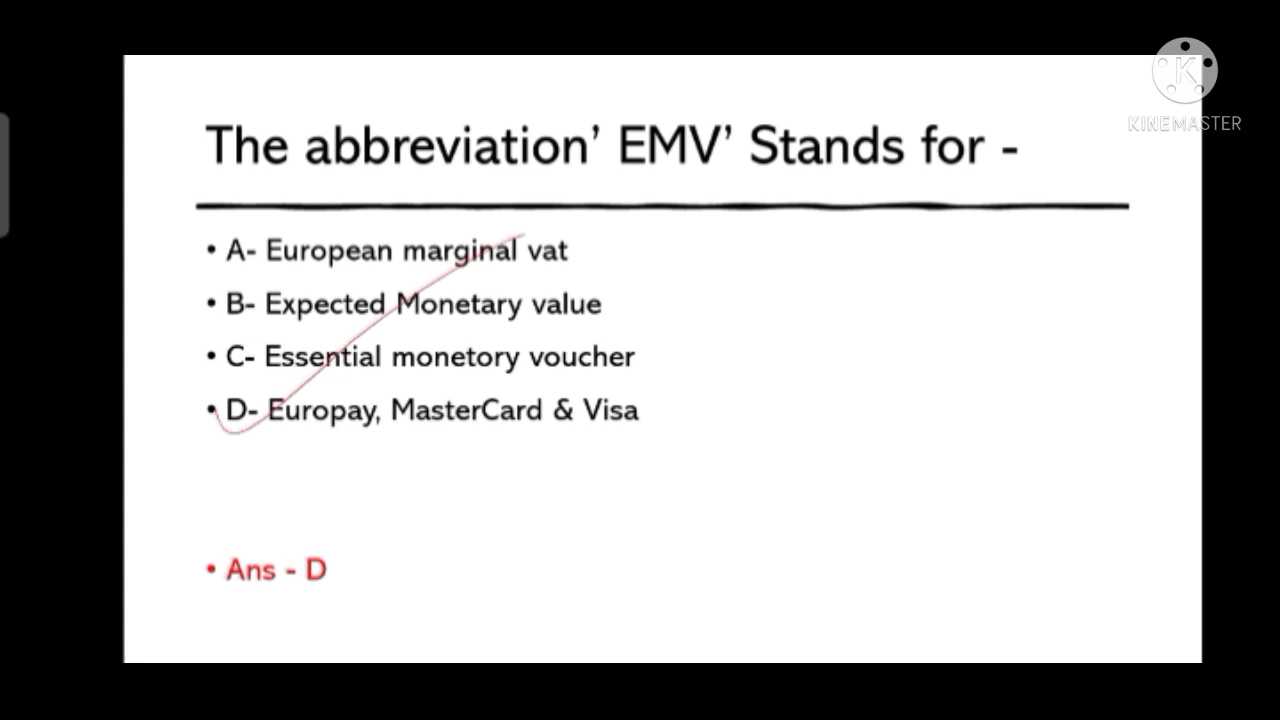 KINEMASTER
The abbreviation’ EMV’ Stands for -
• A- European marginal vat
• B- Expected Monetary value
• C- Essential monetory voucher
• D- Europay, MasterCard & Visa
• Ans - D